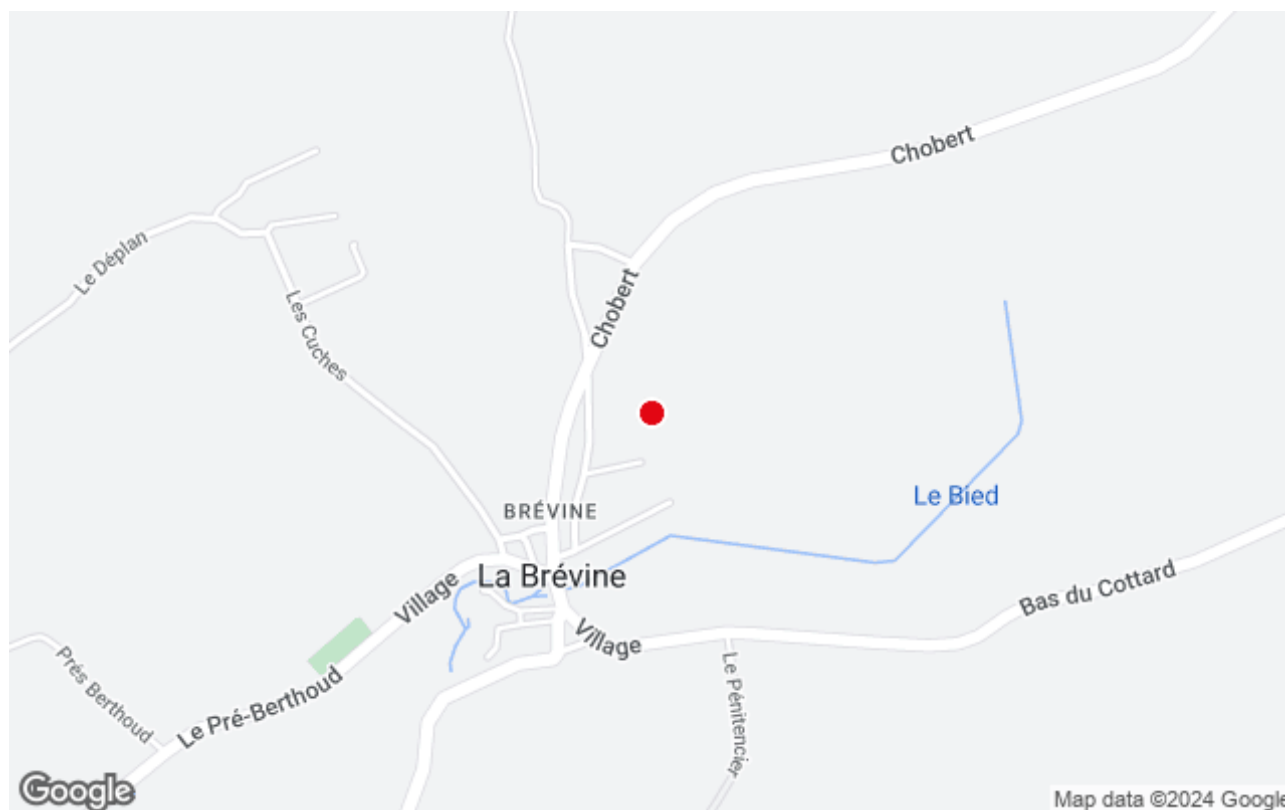 Chobert
Le Déplan
Chobert
Les Cuches
Le Bied
BRÉVINE
La Brévine
Village
Bas du Cottard
Village
Prés Berthoud
Le Pré-Berthoud
Le Pénitencier
Google
Map data ©2024 Google